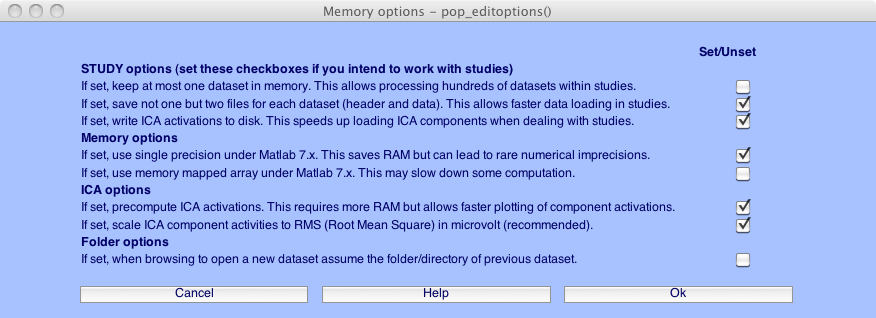 Memory options - pop_editoptions()
Set/Unset
STUDY options (set these checkboxes if you intend to work with studies)
If set, keep at most one dataset in memory. This allows processing hundreds of datasets within studies.
If set, save not one but two files for each dataset (header and data). This allows faster data loading in studies.
If set, write ICA activations to disk. This speeds up loading ICA components when dealing with studies.
Memory options
If set, use single precision under Matlab 7.x. This saves RAM but can lead to rare numerical imprecisions.
If set, use memory mapped array under Matlab 7.x. This may slow down some computation.
ICA options
If set, precompute ICA activations. This requires more RAM but allows faster plotting of component activations.
If set, scale ICA component activities to RMS (Root Mean Square) in microvolt (recommended).
Folder options
If set, when browsing to open a new dataset assume the folder/directory of previous dataset.
Cancel Help Ok